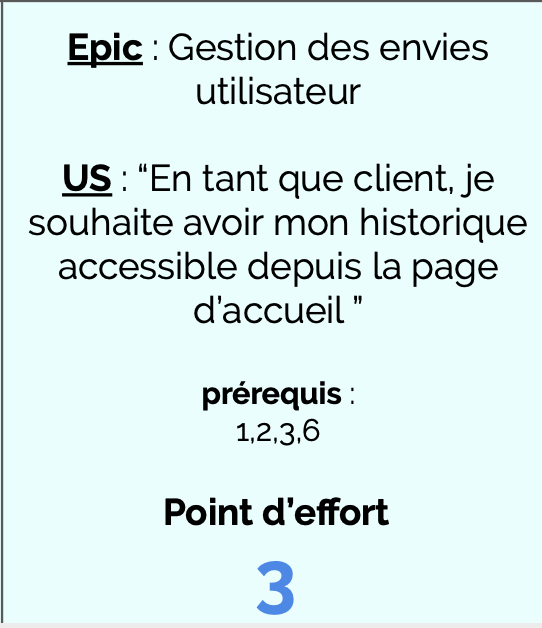 Epic : Gestion des envies
utilisateur
US : “En tant que client, je
souhaite avoir mon historique
accessible depuis la page
d’accueil ”
prérequis :
1,2,3,6
Point d’effort
3